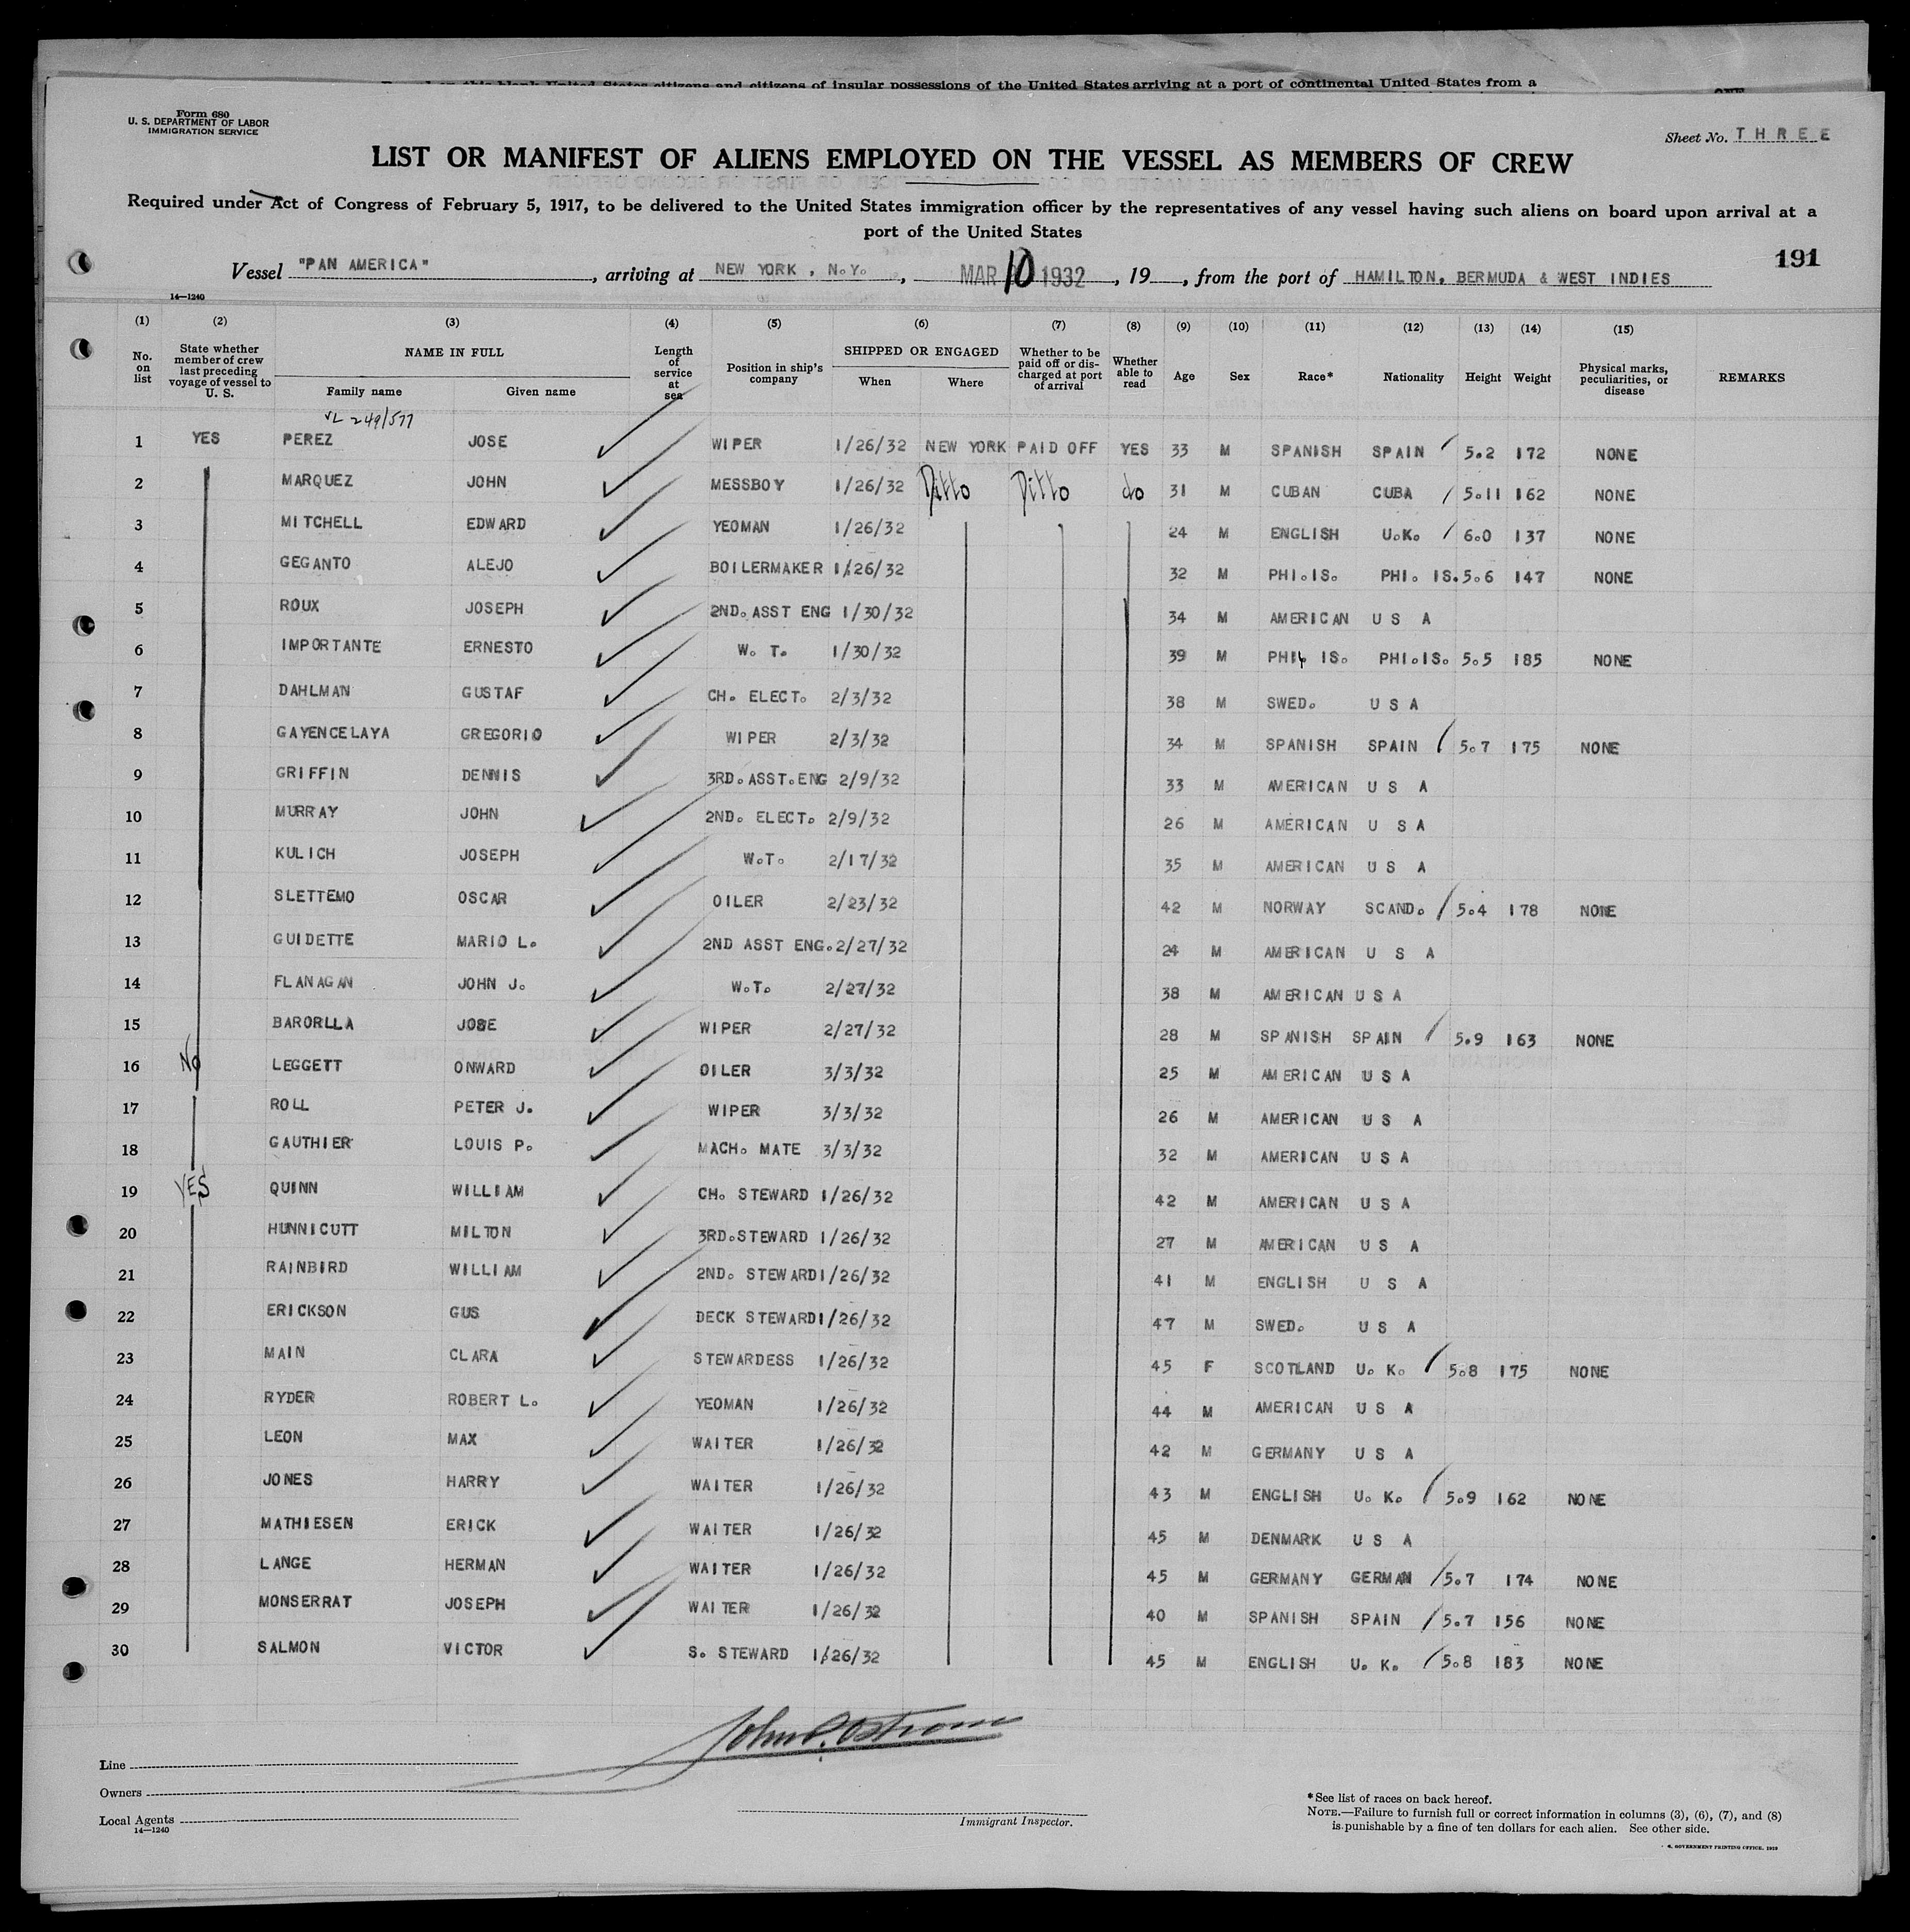 Form 680
U. S. DEPARTMENT OF LABOR
IMMIGRATION SERVICE
Sheet No. THREE
LIST OR MANIFEST OF ALIENS EMPLOYED ON THE VESSEL AS MEMBERS OF CREW
Required under Act of Congress of February 5, 1917, to be delivered to the United States immigration officer by the representatives of any vessel having such aliens on board upon arrival at a
port of the United States
191
Vessel "PAN AMERICA", arriving at NEW YORK, N.Y., MAR 10 1932, 19, from the port of HAMILTON, BERMUDA & WEST INDIES
14—1240
(1) (2) (3) (4) (5) (6) (7) (8) (9) (10) (11) (12) (13) (14) (15)
No. on list State whether member of crew last preceding voyage of vessel to U. S. NAME IN FULL Family name Given name Length of service at sea Position in ship's company SHIPPED OR ENGAGED When Where Whether to be paid off or discharged at port of arrival Whether able to read Age Sex Race* Nationality Height Weight Physical marks, peculiarities, or disease REMARKS
VL 249/577
1 YES PEREZ JOSE WIPER 1/26/32 NEW YORK PAID OFF YES 33 M SPANISH SPAIN 5.2 172 NONE
2 MARQUEZ JOHN MESSBOY 1/26/32 Ditto Ditto do 31 M CUBAN CUBA 5.11 162 NONE
3 MITCHELL EDWARD YEOMAN 1/26/32 24 M ENGLISH U.K. 6.0 137 NONE
4 GEGANTO ALEJO BOILERMAKER 1/26/32 32 M PHI.IS. PHI. IS. 5.6 147 NONE
5 ROUX JOSEPH 2ND. ASST ENG 1/30/32 34 M AMERICAN U S A
6 IMPORTANTE ERNESTO W. T. 1/30/32 39 M PHI. IS. PHI.IS. 5.5 185 NONE
7 DAHLMAN GUSTAF CH. ELECT. 2/3/32 38 M SWED. U S A
8 GAYENCELAYA GREGORIO WIPER 2/3/32 34 M SPANISH SPAIN 5.7 175 NONE
9 GRIFFIN DENNIS 3RD.ASST.ENG 2/9/32 33 M AMERICAN U S A
10 MURRAY JOHN 2ND. ELECT. 2/9/32 26 M AMERICAN U S A
11 KULICH JOSEPH W.T. 2/17/32 35 M AMERICAN U S A
12 SLETTEMO OSCAR OILER 2/23/32 42 M NORWAY SCAND. 5.4 178 NONE
13 GUIDETTE MARIO L. 2ND ASST ENG. 2/27/32 24 M AMERICAN U S A
14 FLANAGAN JOHN J. W.T. 2/27/32 38 M AMERICAN U S A
15 BARORLLA JOSE WIPER 2/27/32 28 M SPANISH SPAIN 5.9 163 NONE
16 No LEGGETT ONWARD OILER 3/3/32 25 M AMERICAN U S A
17 ROLL PETER J. WIPER 3/3/32 26 M AMERICAN U S A
18 GAUTHIER LOUIS P. MACH. MATE 3/3/32 32 M AMERICAN U S A
19 YES QUINN WILLIAM CH. STEWARD 1/26/32 42 M AMERICAN U S A
20 HUNNICUTT MILTON 3RD.STEWARD 1/26/32 27 M AMERICAN U S A
21 RAINBIRD WILLIAM 2ND. STEWARD 1/26/32 41 M ENGLISH U S A
22 ERICKSON GUS DECK STEWARD 1/26/32 47 M SWED. U S A
23 MAIN CLARA STEWARDESS 1/26/32 45 F SCOTLAND U. K. 5.8 175 NONE
24 RYDER ROBERT L. YEOMAN 1/26/32 44 M AMERICAN U S A
25 LEON MAX WAITER 1/26/32 42 M GERMANY U S A
26 JONES HARRY WAITER 1/26/32 43 M ENGLISH U. K. 5.9 162 NONE
27 MATHIESEN ERICK WAITER 1/26/32 45 M DENMARK U S A
28 LANGE HERMAN WAITER 1/26/32 45 M GERMANY GERMAN 5.7 174 NONE
29 MONSERRAT JOSEPH WAITER 1/26/32 40 M SPANISH SPAIN 5.7 156 NONE
30 SALMON VICTOR S. STEWARD 1/26/32 45 M ENGLISH U. K. 5.8 183 NONE
Line
Owners
Local Agents
14—1240
John Ostrom
Immigrant Inspector.
*See list of races on back hereof.
NOTE.—Failure to furnish full or correct information in columns (3), (6), (7), and (8)
is punishable by a fine of ten dollars for each alien. See other side.